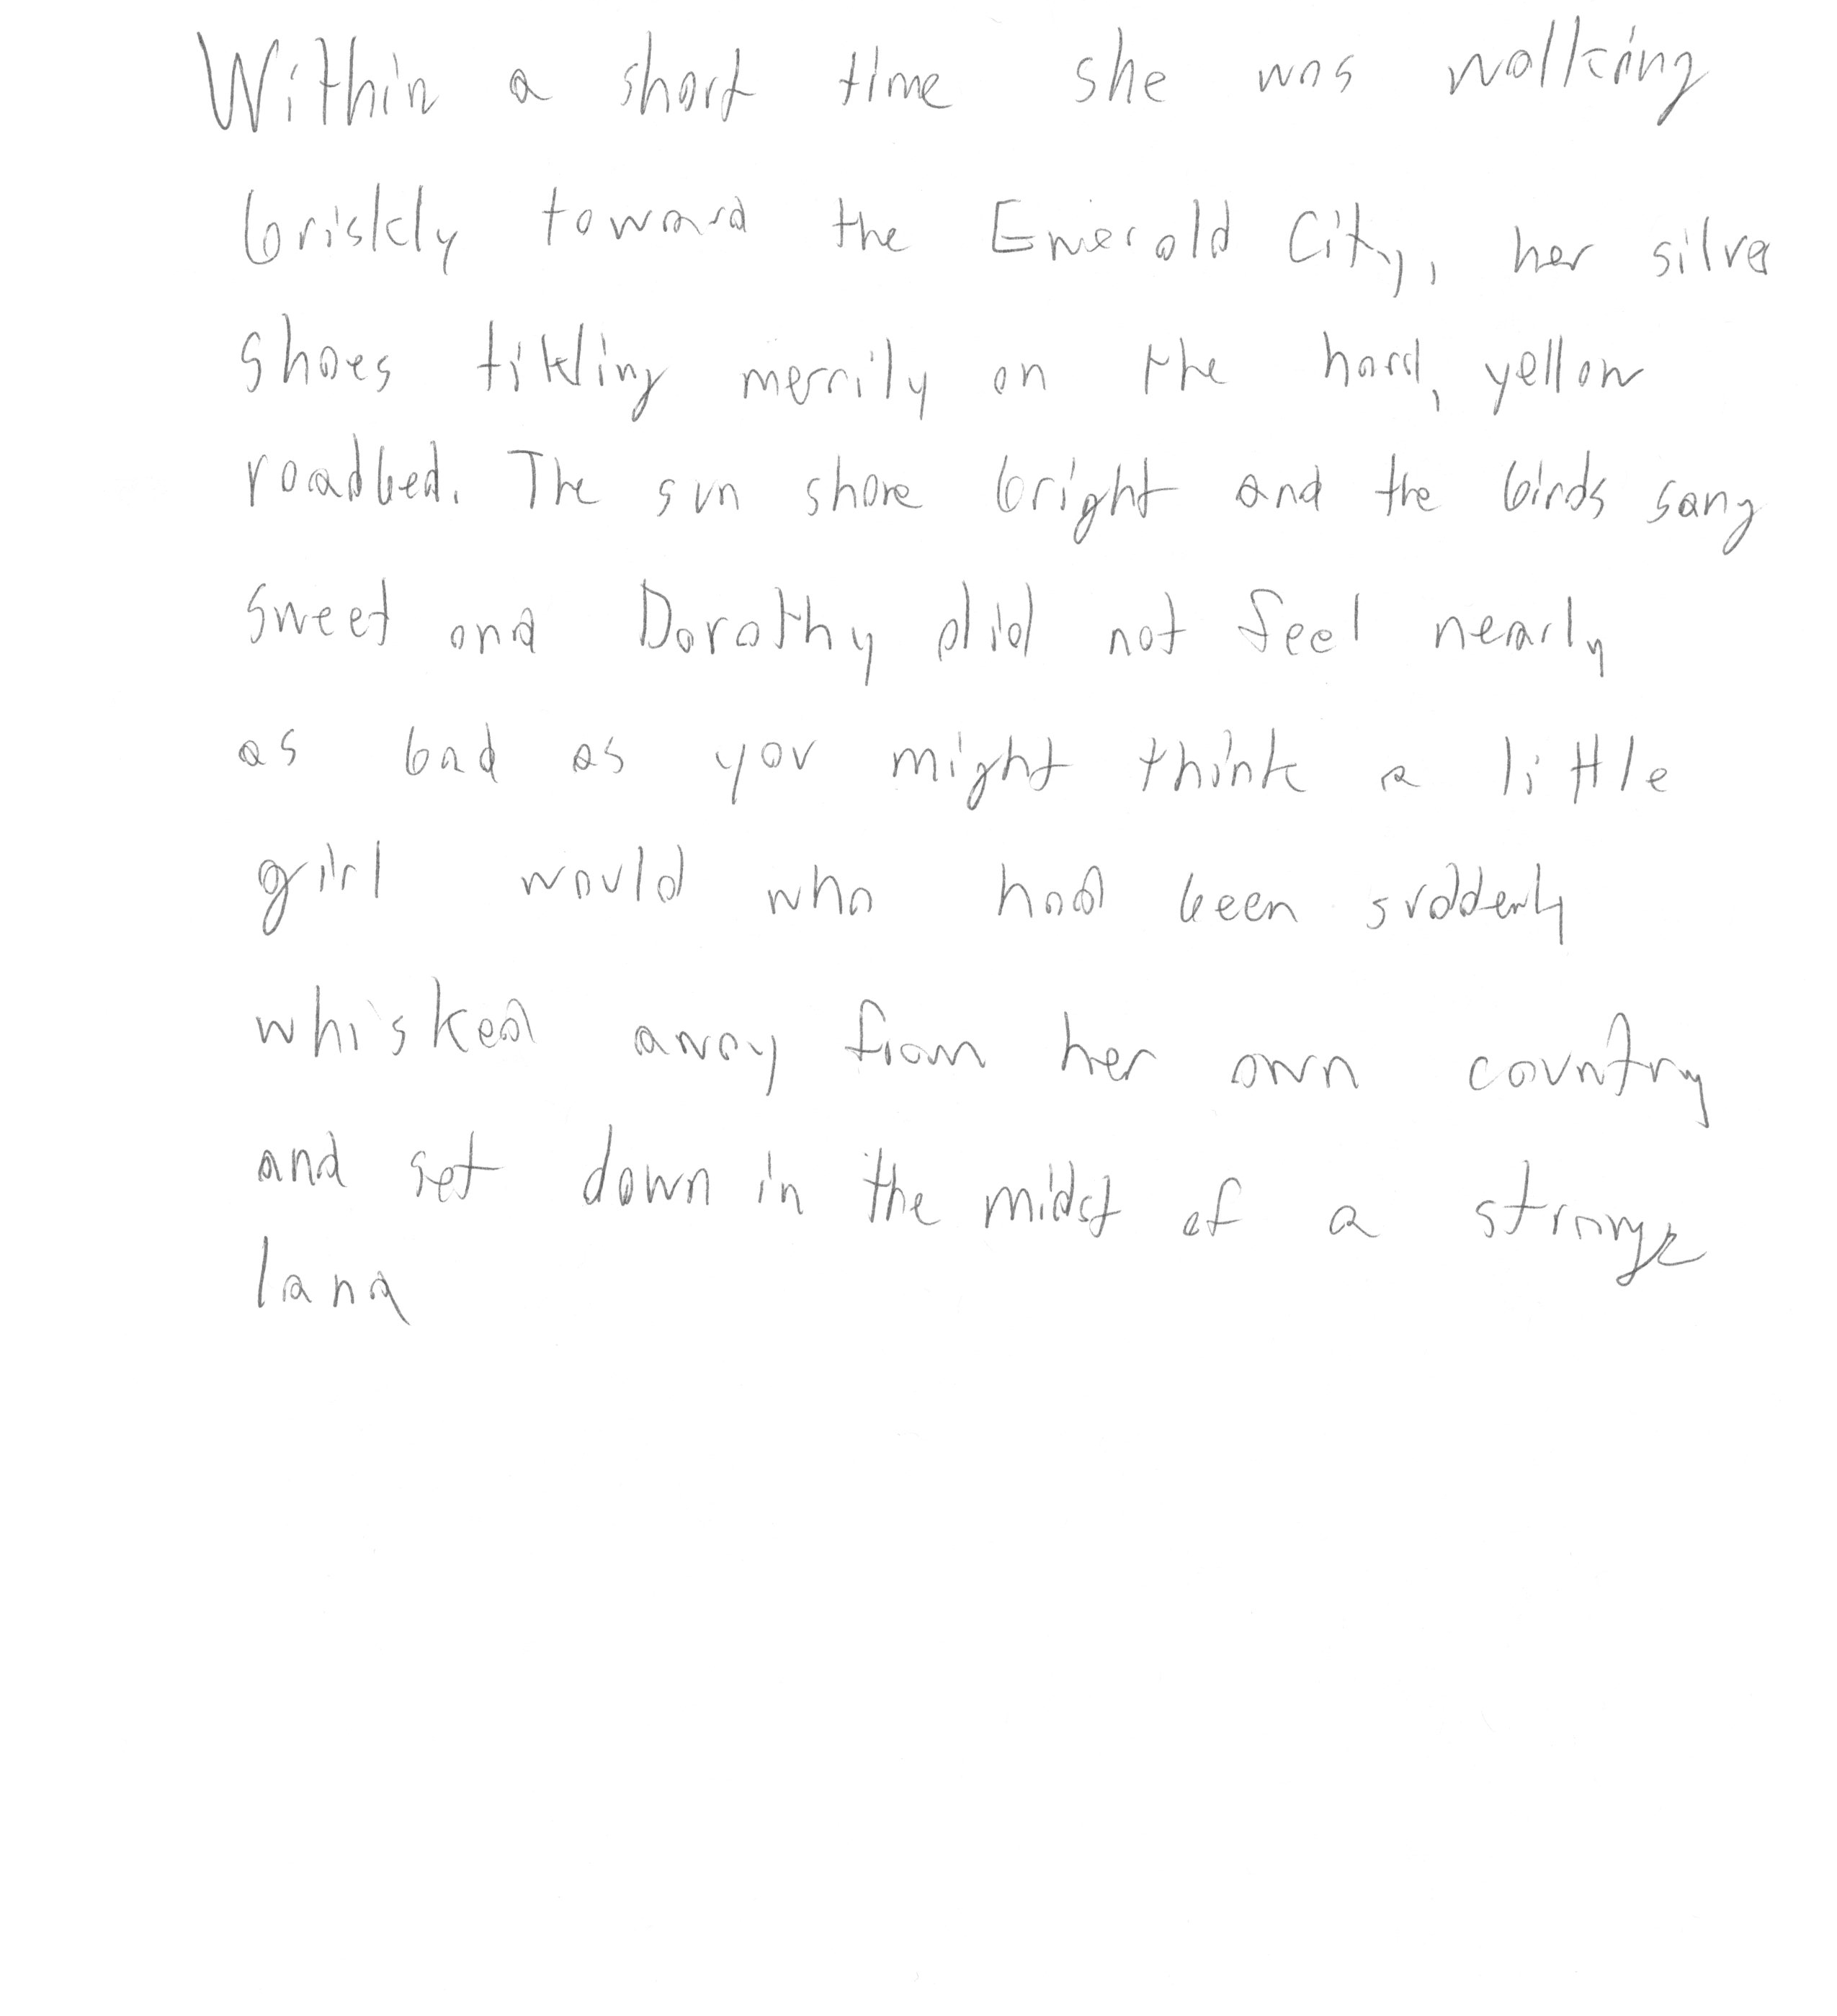 Within a short time she was walking
briskly toward the Emerald City, her silver
shoes tikling merrily on the hard, yellow
roadbed. The sun shone bright and the birds sang
sweet and Dorothy did not feel nearly
as bad as you might think a little
girl would who had been suddenly
whisked away from her own country
and set down in the midst of a strange
land